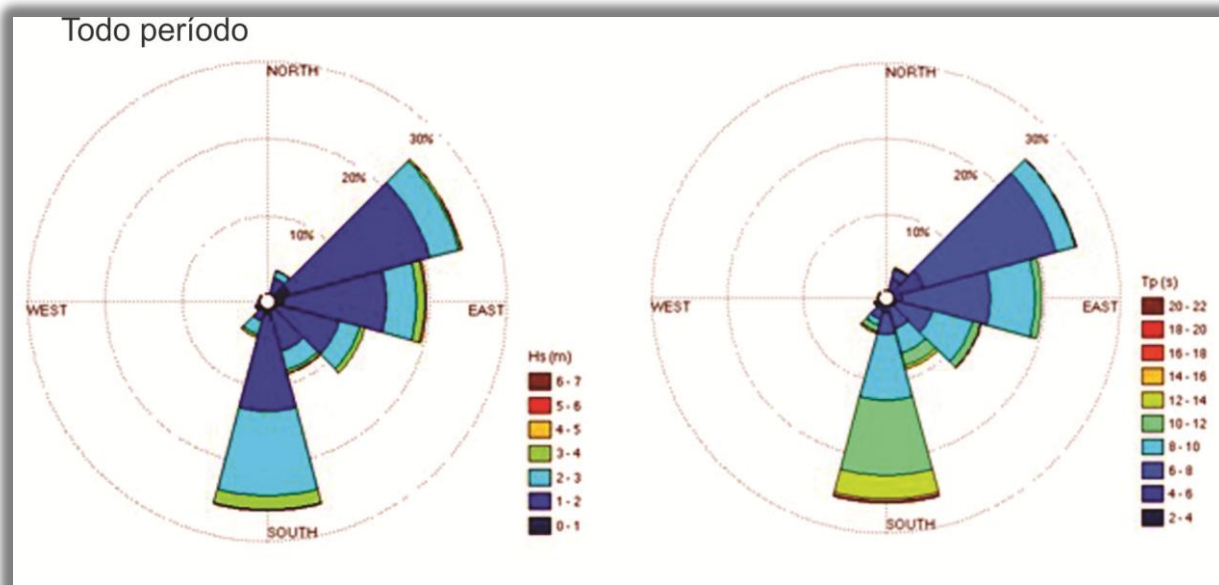 Todo período
NORTH
30%
20%
10%
WEST
EAST
SOUTH
Hs (m)
6 - 7
5 - 6
4 - 5
3 - 4
2 - 3
1 - 2
0 - 1
NORTH
30%
20%
10%
WEST
EAST
SOUTH
Tp (s)
20 - 22
18 - 20
16 - 18
14 - 16
12 - 14
10 - 12
8 - 10
6 - 8
4 - 6
2 - 4